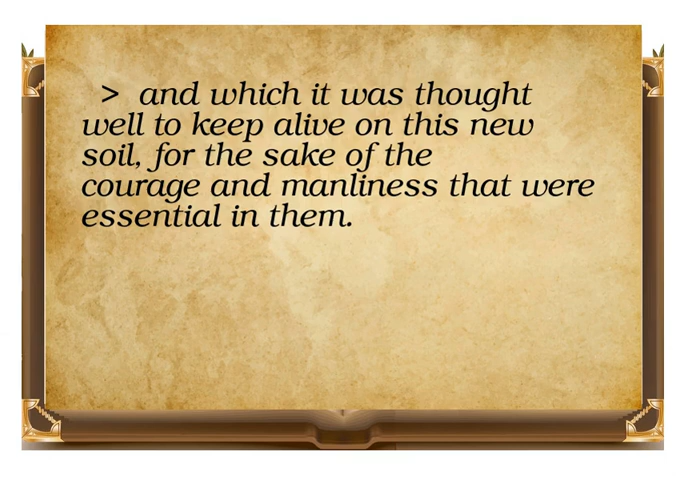 > and which it was thought
well to keep alive on this new
soil, for the sake of the
courage and manliness that were
essential in them.